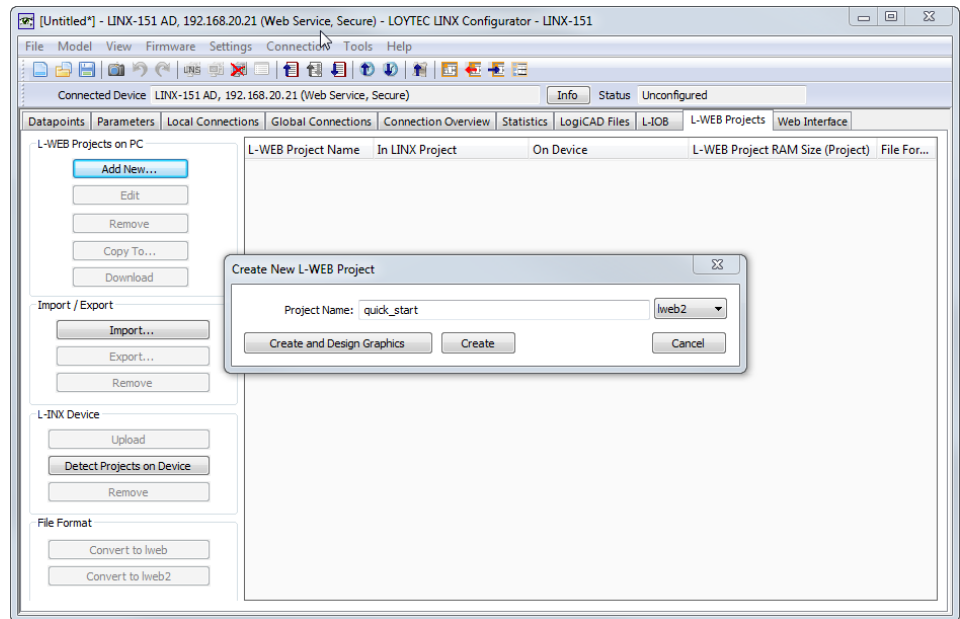 [Untitled*] - LINX-151 AD, 192.168.20.21 (Web Service, Secure) - LOYTEC LINX Configurator - LINX-151
File Model View Firmware Settings Connection Tools Help
LNS
Connected Device LINX-151 AD, 192.168.20.21 (Web Service, Secure) Info Status Unconfigured
Datapoints Parameters Local Connections Global Connections Connection Overview Statistics LogiCAD Files L-IOB L-WEB Projects Web Interface
L-WEB Projects on PC
Add New...
Edit
Remove
Copy To...
Download
Import / Export
Import...
Export...
Remove
L-INX Device
Upload
Detect Projects on Device
Remove
File Format
Convert to lweb
Convert to lweb2
L-WEB Project Name In LINX Project On Device L-WEB Project RAM Size (Project) File For...
Create New L-WEB Project
Project Name: quick_start lweb2
Create and Design Graphics Create Cancel